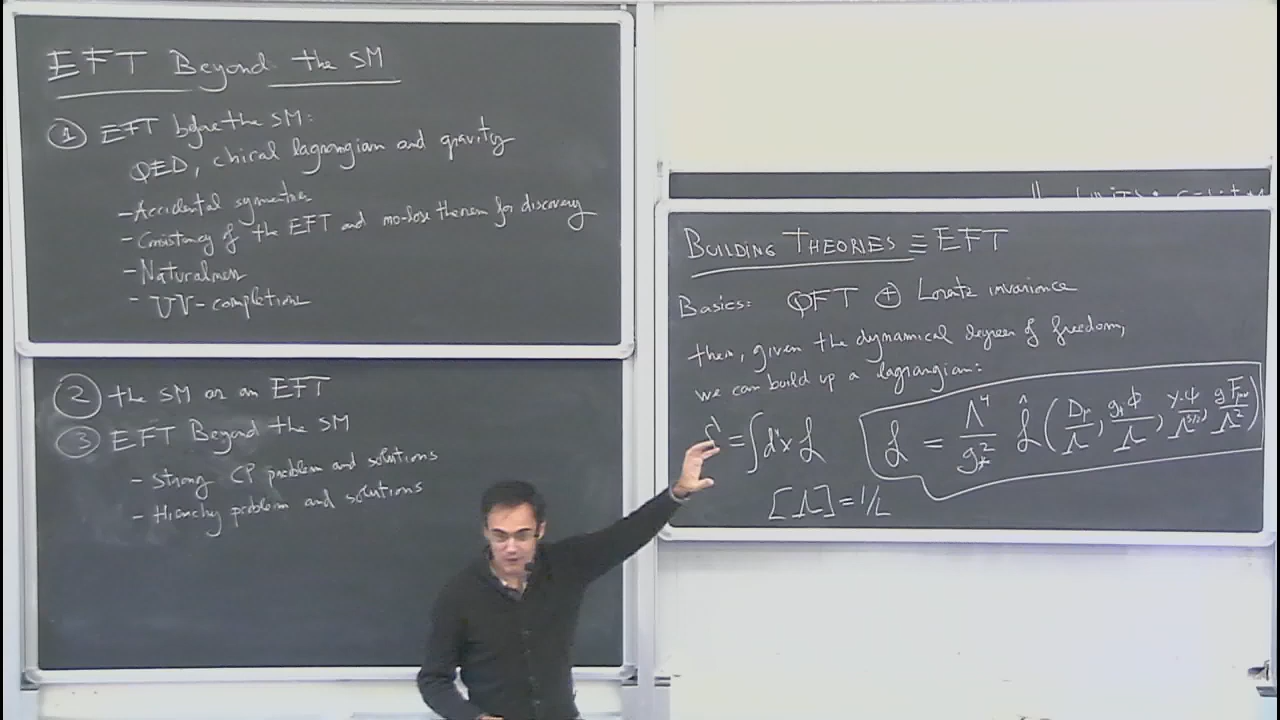 EFT Beyond the SM
① EFT before the SM:
QED, chiral lagrangian and gravity
- Accidental symmetries
- Consistency of the EFT and no-lose theorem for discovery
- Naturalness
- UV-completions
② the SM as an EFT
③ EFT Beyond the SM
- Strong CP problem and solutions
- Hierarchy problem and solutions
BUILDING THEORIES ≡ EFT
Basics: QFT ⊕ Lorentz invariance
then, given the dynamical degrees of freedom,
we can build up a lagrangian:
S = ∫d⁴x ℒ
ℒ = Λ⁴/g*² ℒ̂ (D_μ/Λ, g* Φ/Λ, Y·Ψ/Λ^{3/2}, g F_{μν}/Λ²)
[Λ] = 1/L